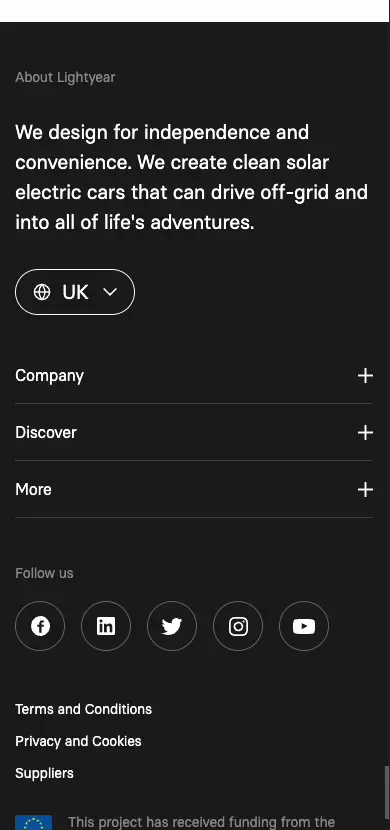 About Lightyear
We design for independence and
convenience. We create clean solar
electric cars that can drive off-grid and
into all of life's adventures.
UK
Company
Discover
More
Follow us
Terms and Conditions
Privacy and Cookies
Suppliers
This project has received funding from the